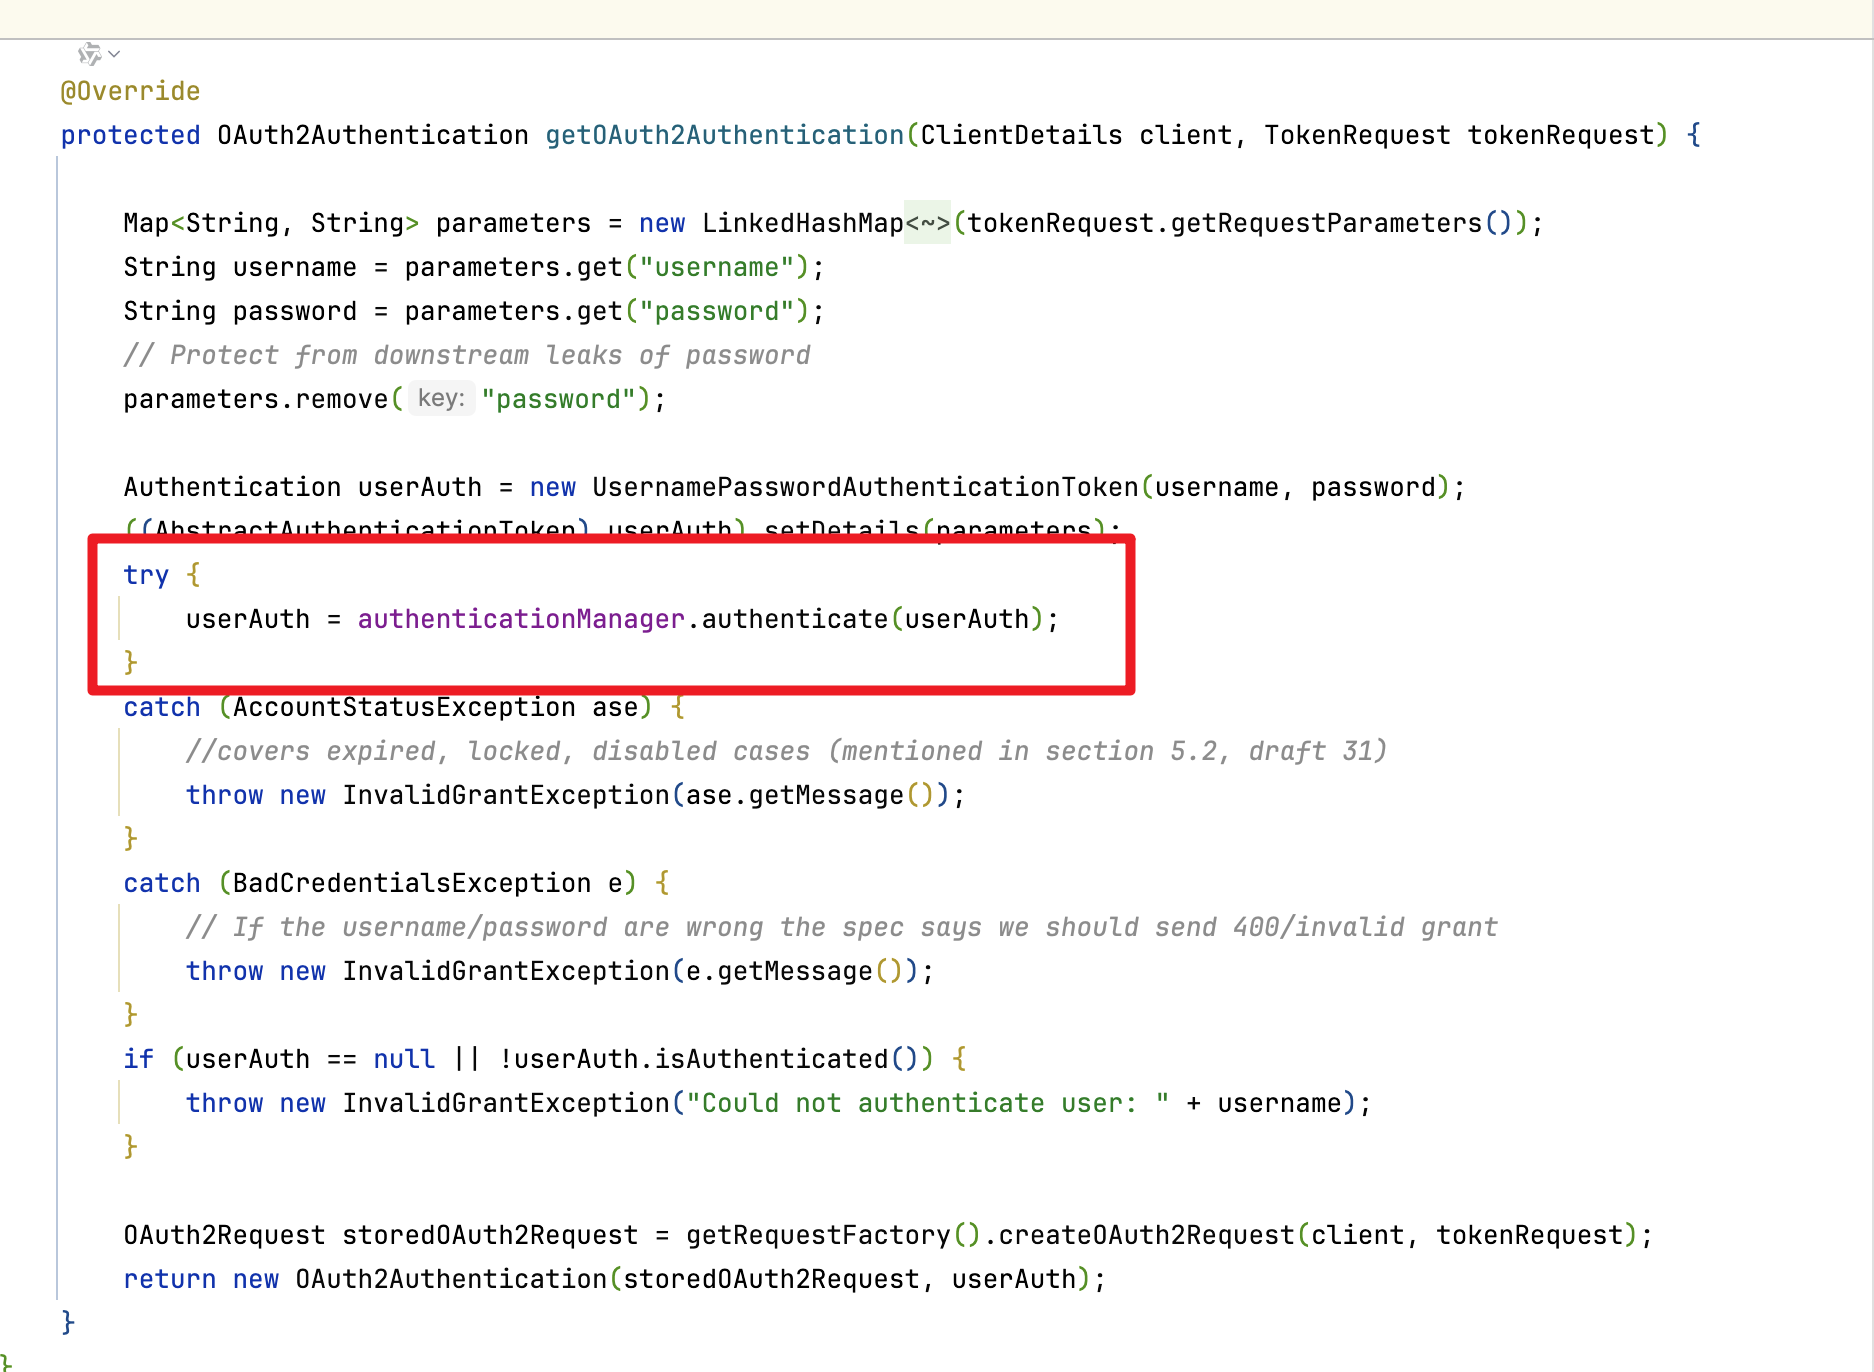 @Override
protected OAuth2Authentication getOAuth2Authentication(ClientDetails client, TokenRequest tokenRequest) {
Map<String, String> parameters = new LinkedHashMap<~>(tokenRequest.getRequestParameters());
String username = parameters.get("username");
String password = parameters.get("password");
// Protect from downstream leaks of password
parameters.remove( key: "password");
Authentication userAuth = new UsernamePasswordAuthenticationToken(username, password);
((AbstractAuthenticationToken) userAuth).setDetails(parameters);
try {
userAuth = authenticationManager.authenticate(userAuth);
}
catch (AccountStatusException ase) {
//covers expired, locked, disabled cases (mentioned in section 5.2, draft 31)
throw new InvalidGrantException(ase.getMessage());
}
catch (BadCredentialsException e) {
// If the username/password are wrong the spec says we should send 400/invalid grant
throw new InvalidGrantException(e.getMessage());
}
if (userAuth == null || !userAuth.isAuthenticated()) {
throw new InvalidGrantException("Could not authenticate user: " + username);
}
OAuth2Request storedOAuth2Request = getRequestFactory().createOAuth2Request(client, tokenRequest);
return new OAuth2Authentication(storedOAuth2Request, userAuth);
}
}